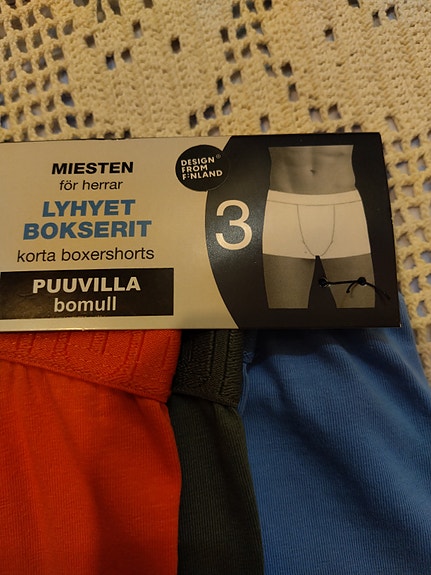 MIESTEN
för herrar
LYHYET
BOKSERIT
korta boxershorts
PUUVILLA
bomull
DESIGN
FROM
FINLAND
3